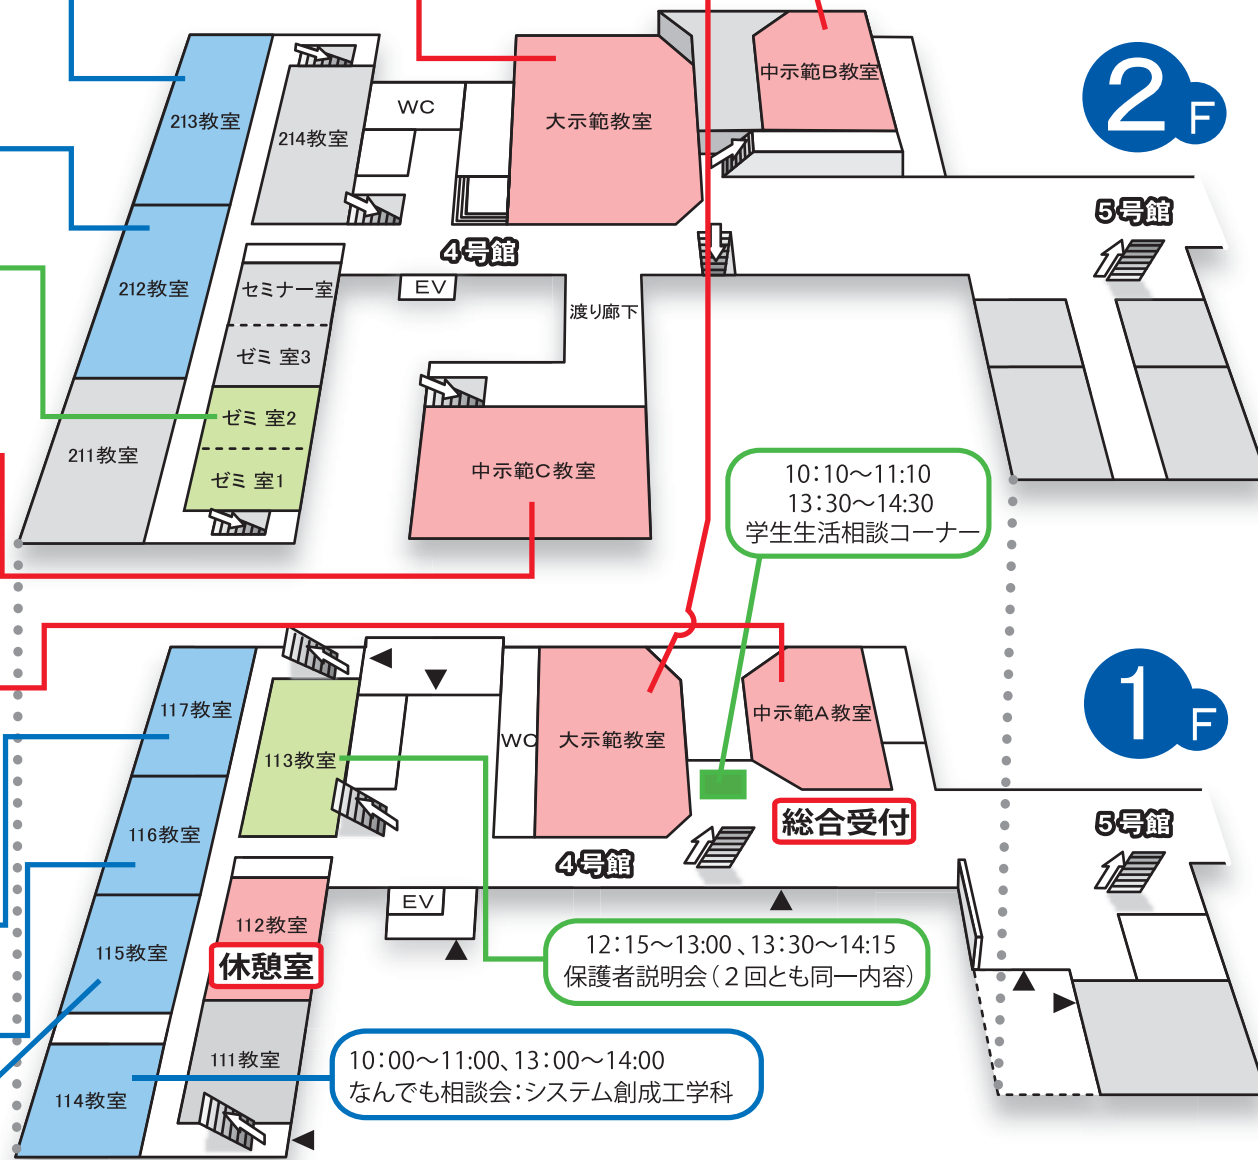 2F
213教室
214教室
WC
大示範教室
中示範B教室
5号館
4号館
212教室
セミナー室
EV
渡り廊下
ゼミ室3
ゼミ室2
211教室
ゼミ室1
中示範C教室
10:10～11:10
13:30～14:30
学生生活相談コーナー
1F
117教室
113教室
WC
大示範教室
中示範A教室
116教室
総合受付
5号館
4号館
EV
112教室
115教室
休憩室
12:15～13:00、13:30～14:15
保護者説明会(2回とも同一内容)
111教室
114教室
10:00～11:00、13:00～14:00
なんでも相談会:システム創成工学科